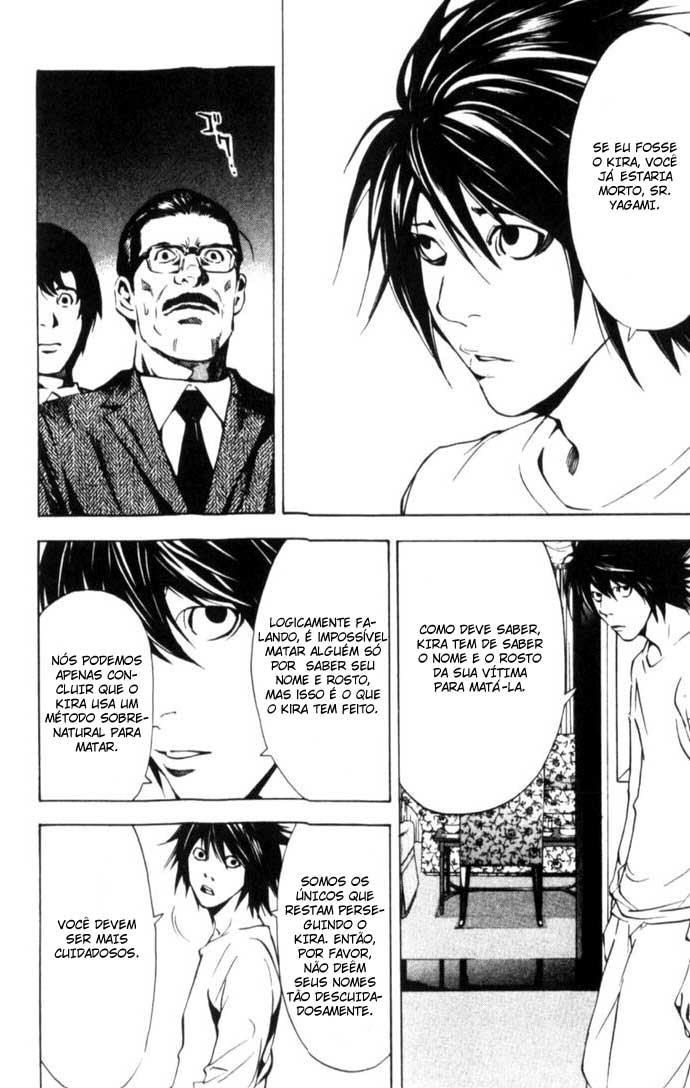 SE EU FOSSE
O KIRA, VOCÊ
JÁ ESTARIA
MORTO, SR.
YAGAMI.
ゴク
COMO DEVE SABER,
KIRA TEM DE SABER
O NOME E O ROSTO
DA SUA VÍTIMA
PARA MATÁ-LA.
LOGICAMENTE FA-
LANDO, É IMPOSSÍVEL
MATAR ALGUÉM SÓ
POR SABER SEU
NOME E ROSTO,
MAS ISSO É O QUE
O KIRA TEM FEITO.
NÓS PODEMOS
APENAS CON-
CLUIR QUE O
KIRA USA UM
MÉTODO SOBRE-
NATURAL PARA
MATAR.
SOMOS OS
ÚNICOS QUE
RESTAM PERSE-
GUINDO O
KIRA. ENTÃO,
POR FAVOR,
NÃO DEÊM
SEUS NOMES
TÃO DESCUIDA-
DOSAMENTE.
VOCÊ DEVEM
SER MAIS
CUIDADOSOS.